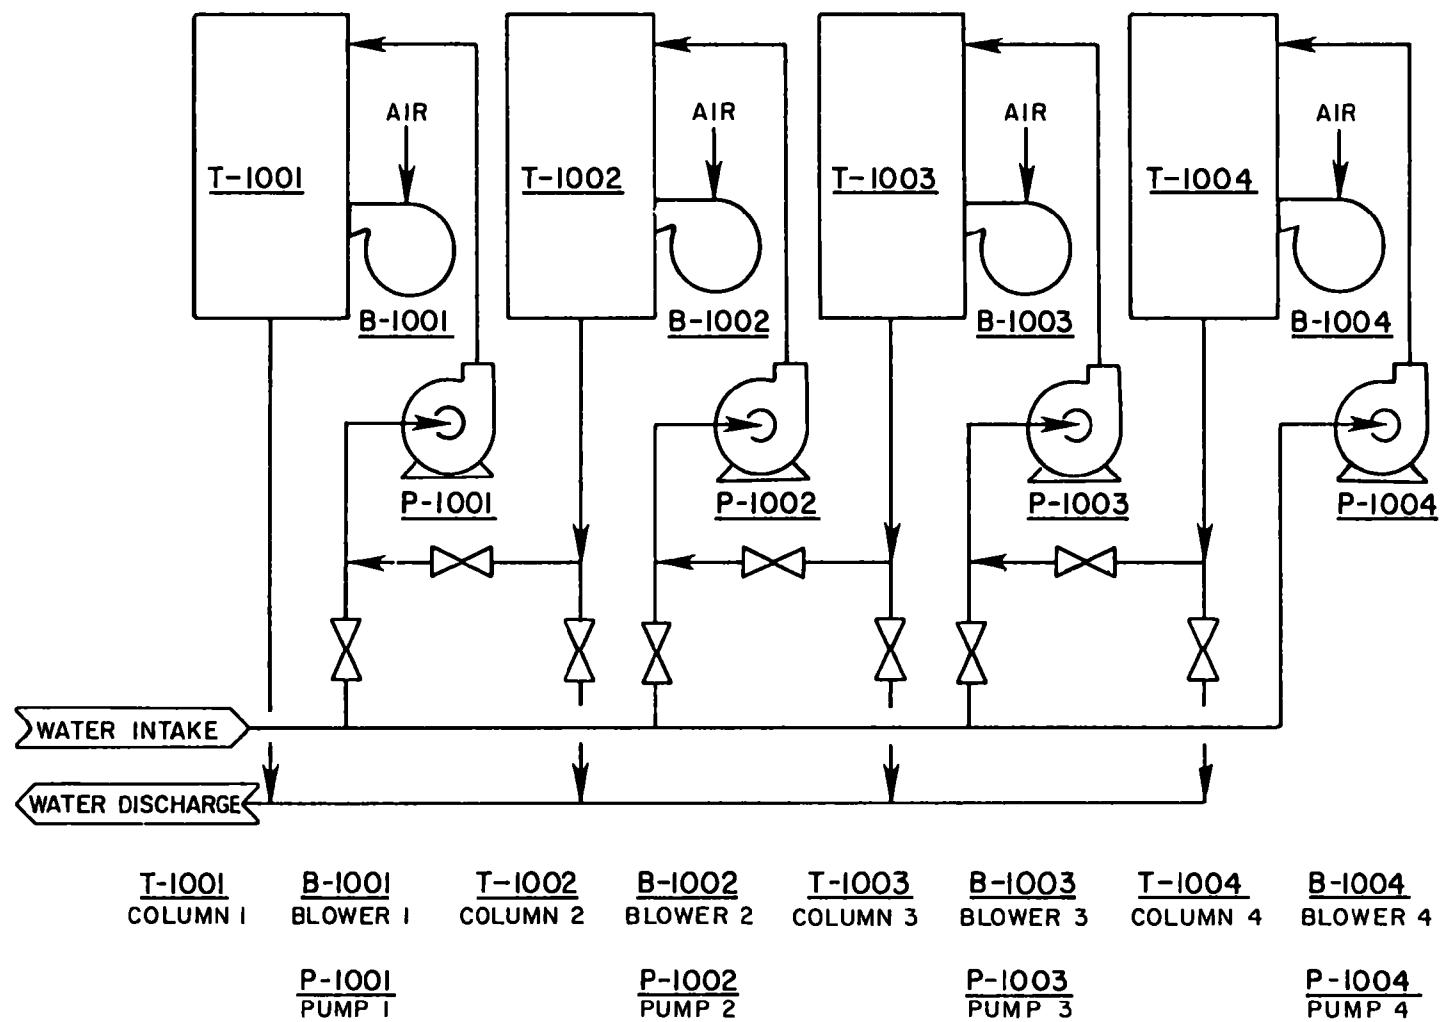 AIR AIR AIR AIR
T-1001 T-1002 T-1003 T-1004
B-1001 B-1002 B-1003 B-1004
P-1001 P-1002 P-1003 P-1004
WATER INTAKE
WATER DISCHARGE
T-1001 B-1001 T-1002 B-1002 T-1003 B-1003 T-1004 B-1004
COLUMN 1 BLOWER 1 COLUMN 2 BLOWER 2 COLUMN 3 BLOWER 3 COLUMN 4 BLOWER 4
P-1001 P-1002 P-1003 P-1004
PUMP 1 PUMP 2 PUMP 3 PUMP 4